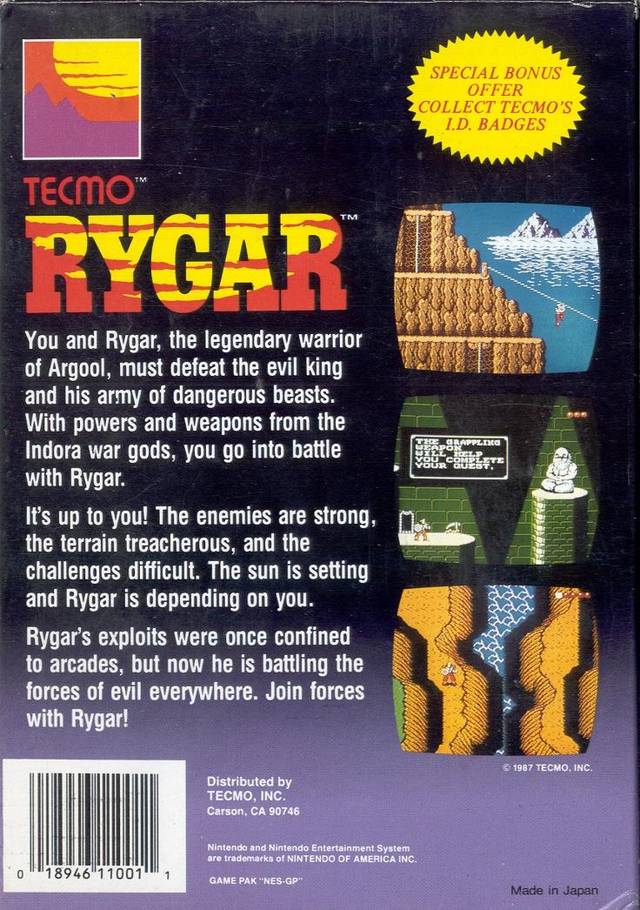 SPECIAL BONUS
OFFER
COLLECT TECMO'S
I.D. BADGES
TECMO™
RYGAR™
You and Rygar, the legendary warrior
of Argool, must defeat the evil king
and his army of dangerous beasts.
With powers and weapons from the
Indora war gods, you go into battle
with Rygar.
It's up to you! The enemies are strong,
the terrain treacherous, and the
challenges difficult. The sun is setting
and Rygar is depending on you.
Rygar's exploits were once confined
to arcades, but now he is battling the
forces of evil everywhere. Join forces
with Rygar!
THE GRAPPLING
WEAPON
WILL HELP
YOU COMPLETE
YOUR QUEST.
© 1987 TECMO, INC.
0 18946 11001 1
Distributed by
TECMO, INC.
Carson, CA 90746
Nintendo and Nintendo Entertainment System
are trademarks of NINTENDO OF AMERICA INC.
GAME PAK "NES-GP"
Made in Japan